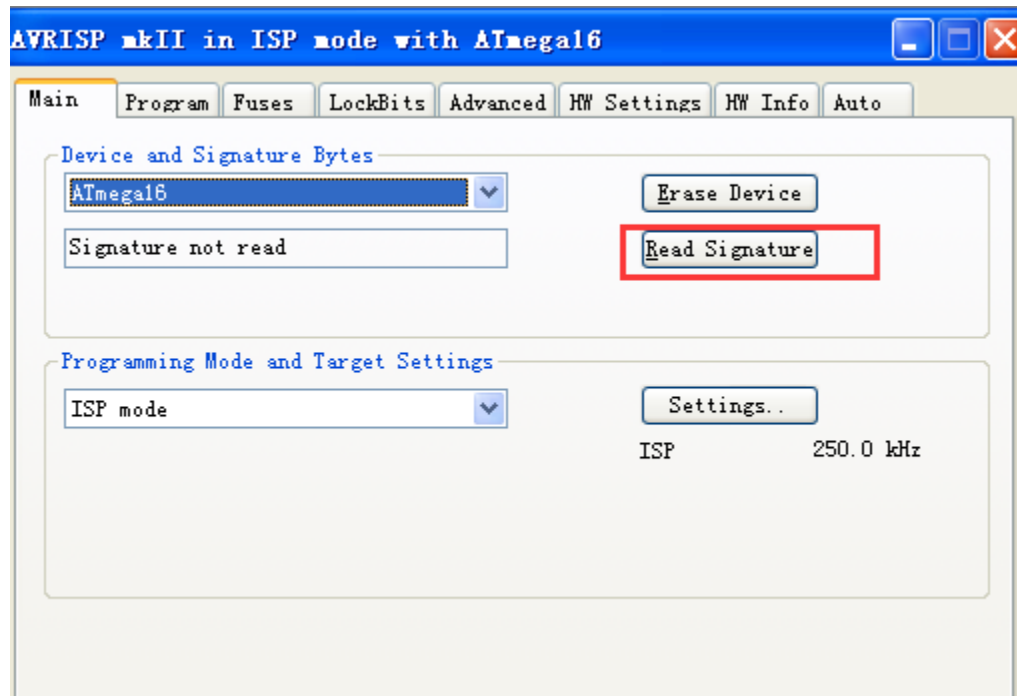 AVRISP mkII in ISP mode with ATmega16
Main Program Fuses LockBits Advanced HW Settings HW Info Auto
Device and Signature Bytes
ATmega16 Erase Device
Signature not read Read Signature
Programming Mode and Target Settings
ISP mode Settings..
ISP 250.0 kHz